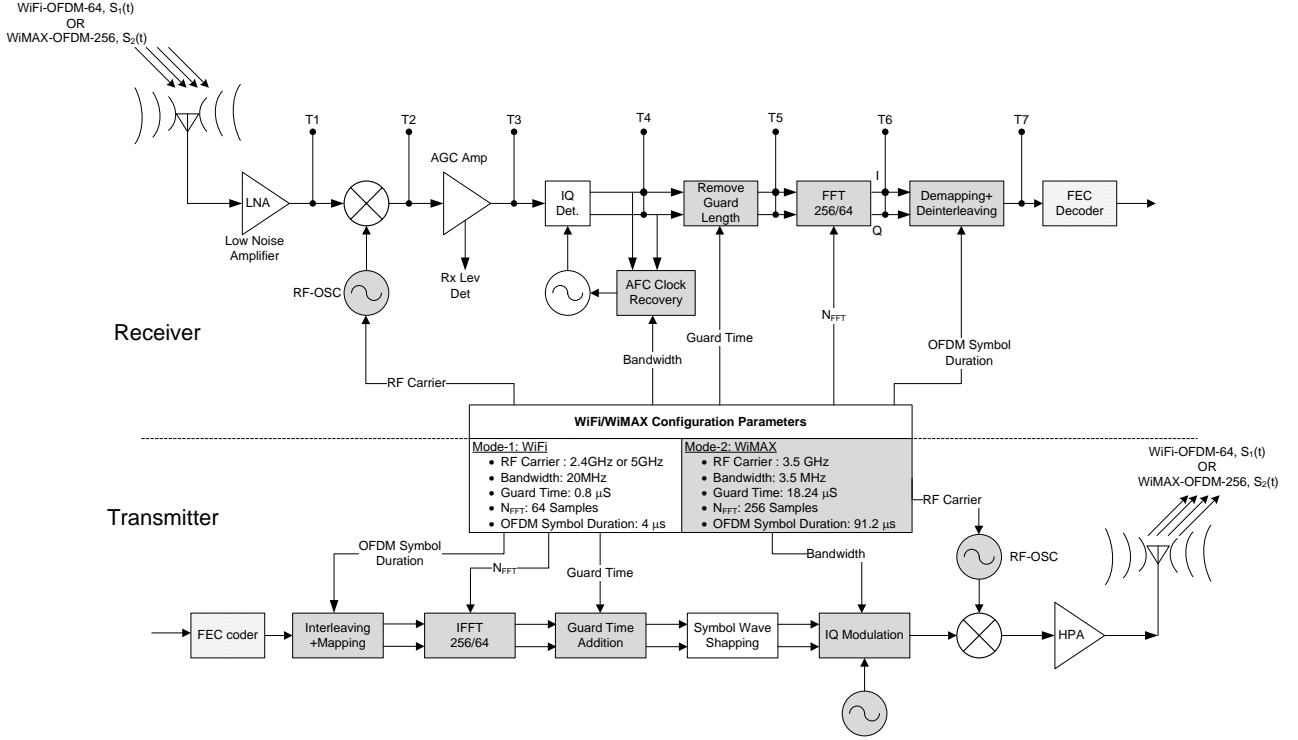 WiFi-OFDM-64, S1(t)
OR
WiMAX-OFDM-256, S2(t)
T1
T2
T3
T4
T5
T6
T7
AGC Amp
LNA
Low Noise
Amplifier
IQ
Det.
Remove
Guard
Length
FFT
256/64
I
Q
Demapping+
Deinterleaving
FEC
Decoder
RF-OSC
Rx Lev
Det
AFC Clock
Recovery
Receiver
RF Carrier
Bandwidth
Guard Time
NFFT
OFDM Symbol
Duration
WiFi/WiMAX Configuration Parameters
Mode-1: WiFi
• RF Carrier : 2.4GHz or 5GHz
• Bandwidth: 20MHz
• Guard Time: 0.8 μS
• NFFT: 64 Samples
• OFDM Symbol Duration: 4 μs
Mode-2: WiMAX
• RF Carrier : 3.5 GHz
• Bandwidth: 3.5 MHz
• Guard Time: 18.24 μS
• NFFT: 256 Samples
• OFDM Symbol Duration: 91.2 μs
WiFi-OFDM-64, S1(t)
OR
WiMAX-OFDM-256, S2(t)
Transmitter
OFDM Symbol
Duration
NFFT
Guard Time
Bandwidth
RF Carrier
RF-OSC
FEC coder
Interleaving
+Mapping
IFFT
256/64
Guard Time
Addition
Symbol Wave
Shapping
IQ Modulation
HPA